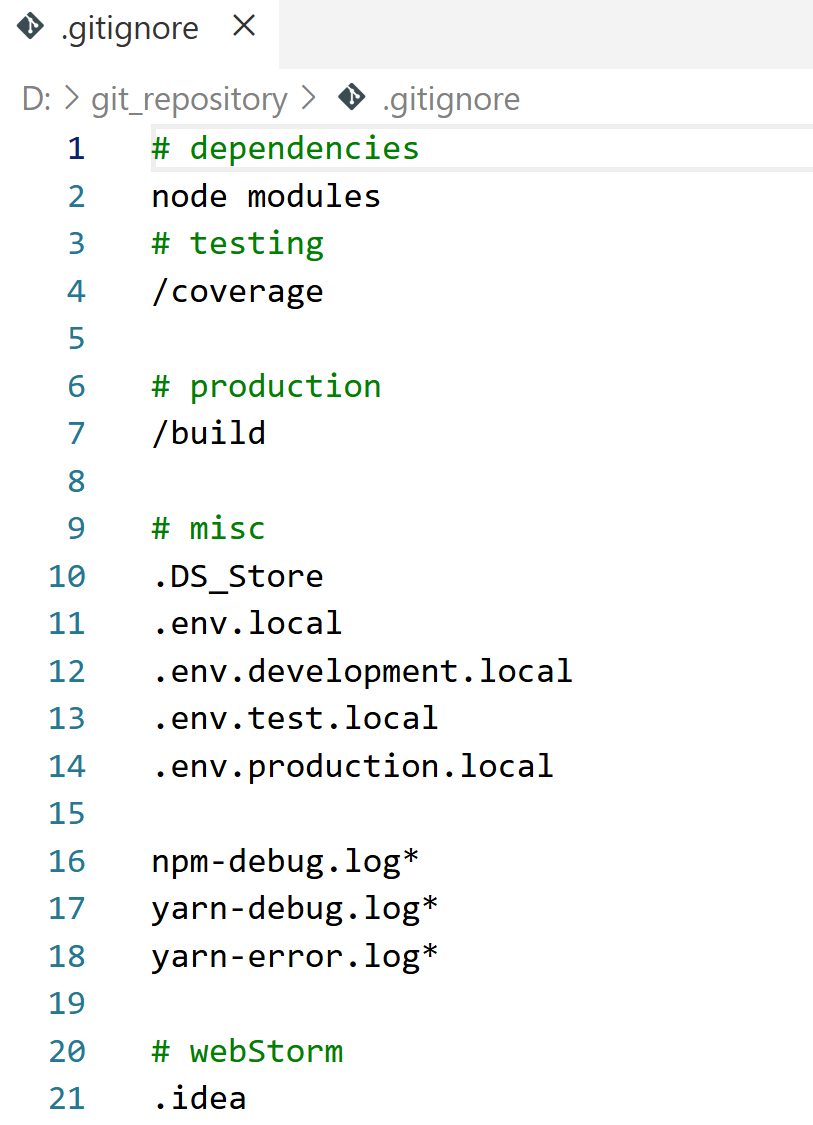 .gitignore
D: > git_repository > .gitignore
1 # dependencies
2 node modules
3 # testing
4 /coverage
5
6 # production
7 /build
8
9 # misc
10 .DS_Store
11 .env.local
12 .env.development.local
13 .env.test.local
14 .env.production.local
15
16 npm-debug.log*
17 yarn-debug.log*
18 yarn-error.log*
19
20 # webStorm
21 .idea